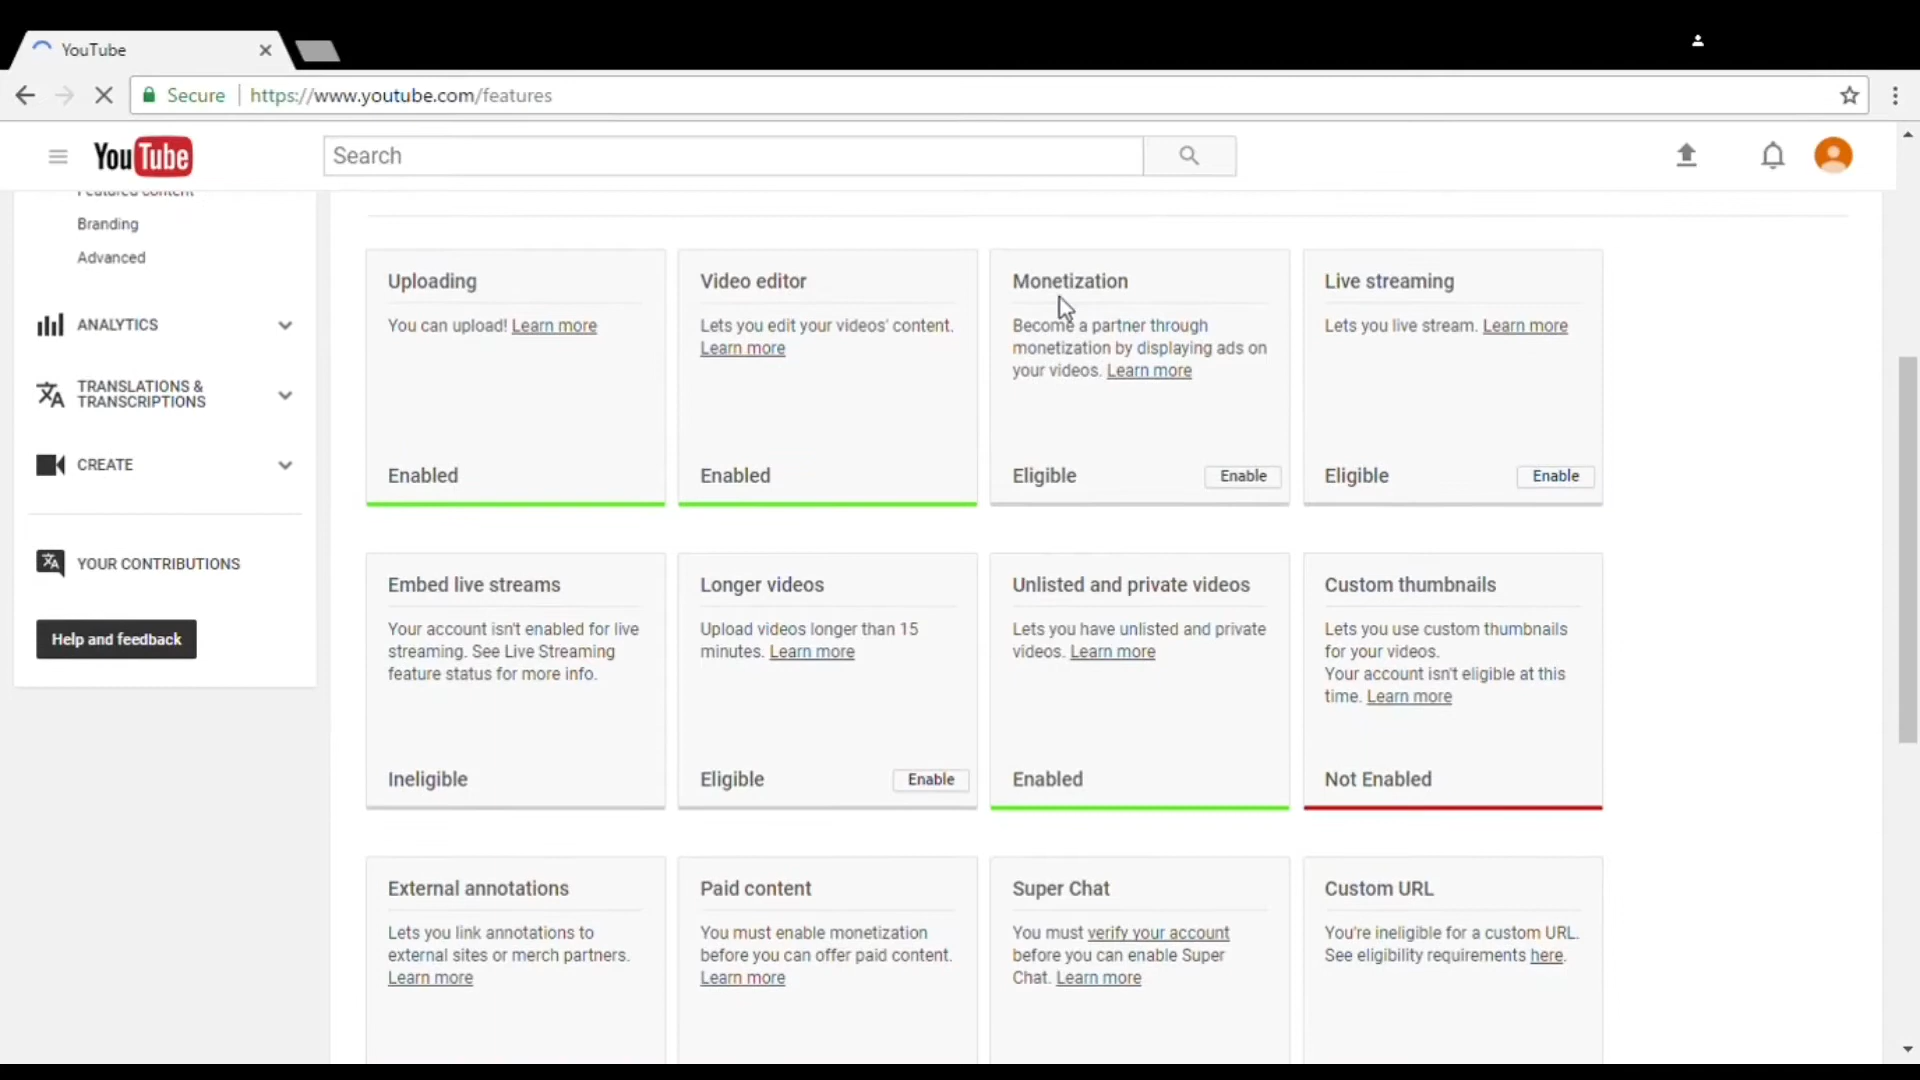 YouTube
Secure
https://www.youtube.com/features
YouTube
Search
Featured content
Branding
Advanced
ANALYTICS
TRANSLATIONS &
TRANSCRIPTIONS
CREATE
YOUR CONTRIBUTIONS
Help and feedback
Uploading
You can upload! Learn more
Enabled
Video editor
Lets you edit your videos' content.
Learn more
Enabled
Monetization
Become a partner through
monetization by displaying ads on
your videos. Learn more
Eligible
Enable
Live streaming
Lets you live stream. Learn more
Eligible
Enable
Embed live streams
Your account isn't enabled for live
streaming. See Live Streaming
feature status for more info.
Ineligible
Longer videos
Upload videos longer than 15
minutes. Learn more
Eligible
Enable
Unlisted and private videos
Lets you have unlisted and private
videos. Learn more
Enabled
Custom thumbnails
Lets you use custom thumbnails
for your videos.
Your account isn't eligible at this
time. Learn more
Not Enabled
External annotations
Lets you link annotations to
external sites or merch partners.
Learn more
Paid content
You must enable monetization
before you can offer paid content.
Learn more
Super Chat
You must verify your account
before you can enable Super
Chat. Learn more
Custom URL
You're ineligible for a custom URL.
See eligibility requirements here.